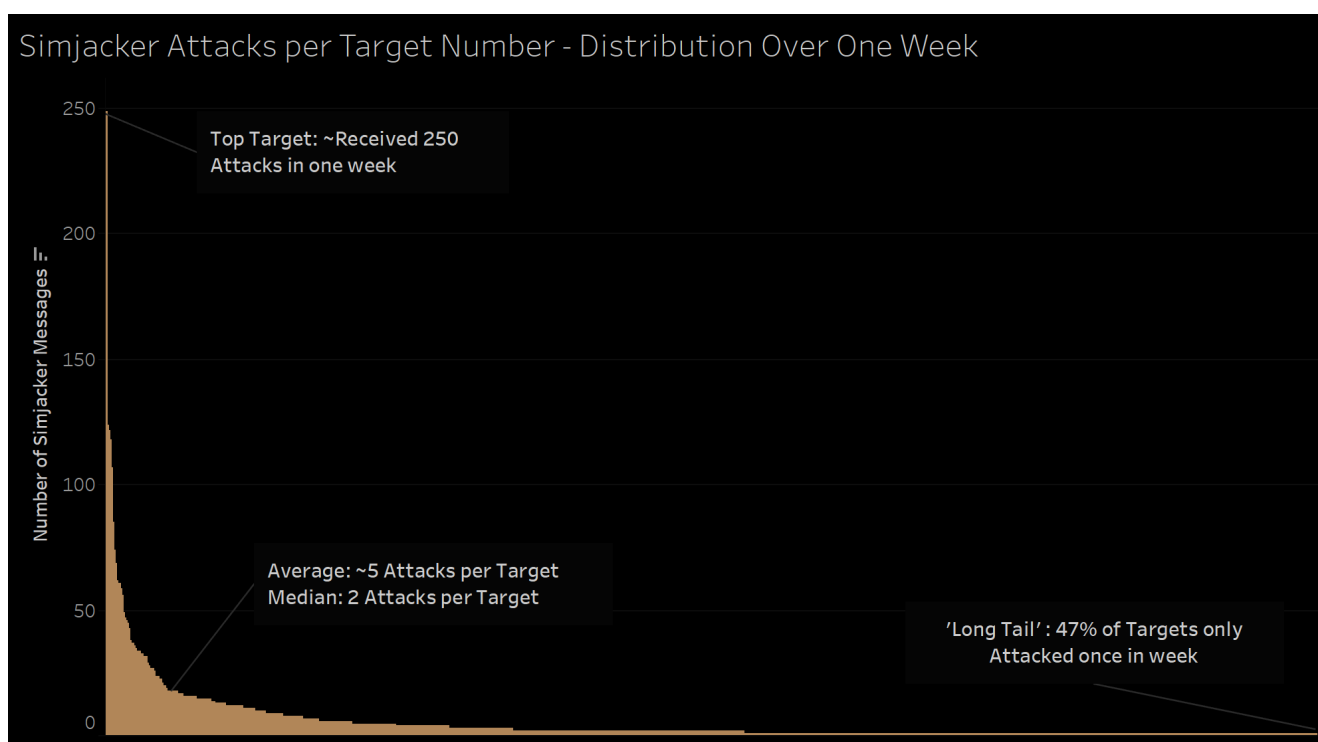 Simjacker Attacks per Target Number - Distribution Over One Week
250
Top Target: ~Received 250
Attacks in one week
200
Number of Simjacker Messages
150
100
Average: ~5 Attacks per Target
Median: 2 Attacks per Target
50
'Long Tail' : 47% of Targets only
Attacked once in week
0